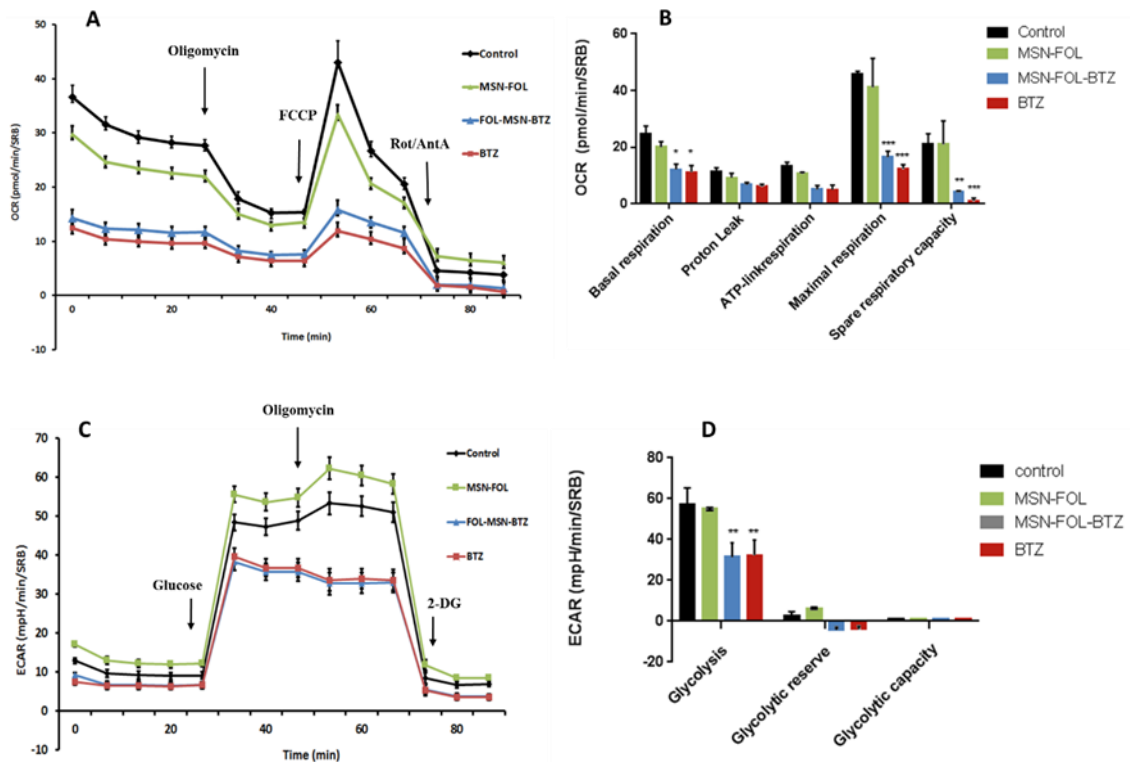 A
50
40
30
20
10
0
-10
OCR (pmol/min/SRB)
Oligomycin
FCCP
Rot/AntA
Control
MSN-FOL
FOL-MSN-BTZ
BTZ
0 20 40 60 80
Time (min)
B
60
40
20
0
OCR (pmol/min/SRB)
Control
MSN-FOL
MSN-FOL-BTZ
BTZ
* *
*** ***
** ***
Basal respiration
Proton Leak
ATP-linkrespiration
Maximal respiration
Spare respiratory capacity
C
70
60
50
40
30
20
10
0
-10
ECAR (mpH/min/SRB)
Glucose
Oligomycin
2-DG
Control
MSN-FOL
FOL-MSN-BTZ
BTZ
0 20 40 60 80
Time (min)
D
80
60
40
20
0
-20
ECAR (mpH/min/SRB)
control
MSN-FOL
MSN-FOL-BTZ
BTZ
** **
Glycolysis
Glycolytic reserve
Glycolytic capacity